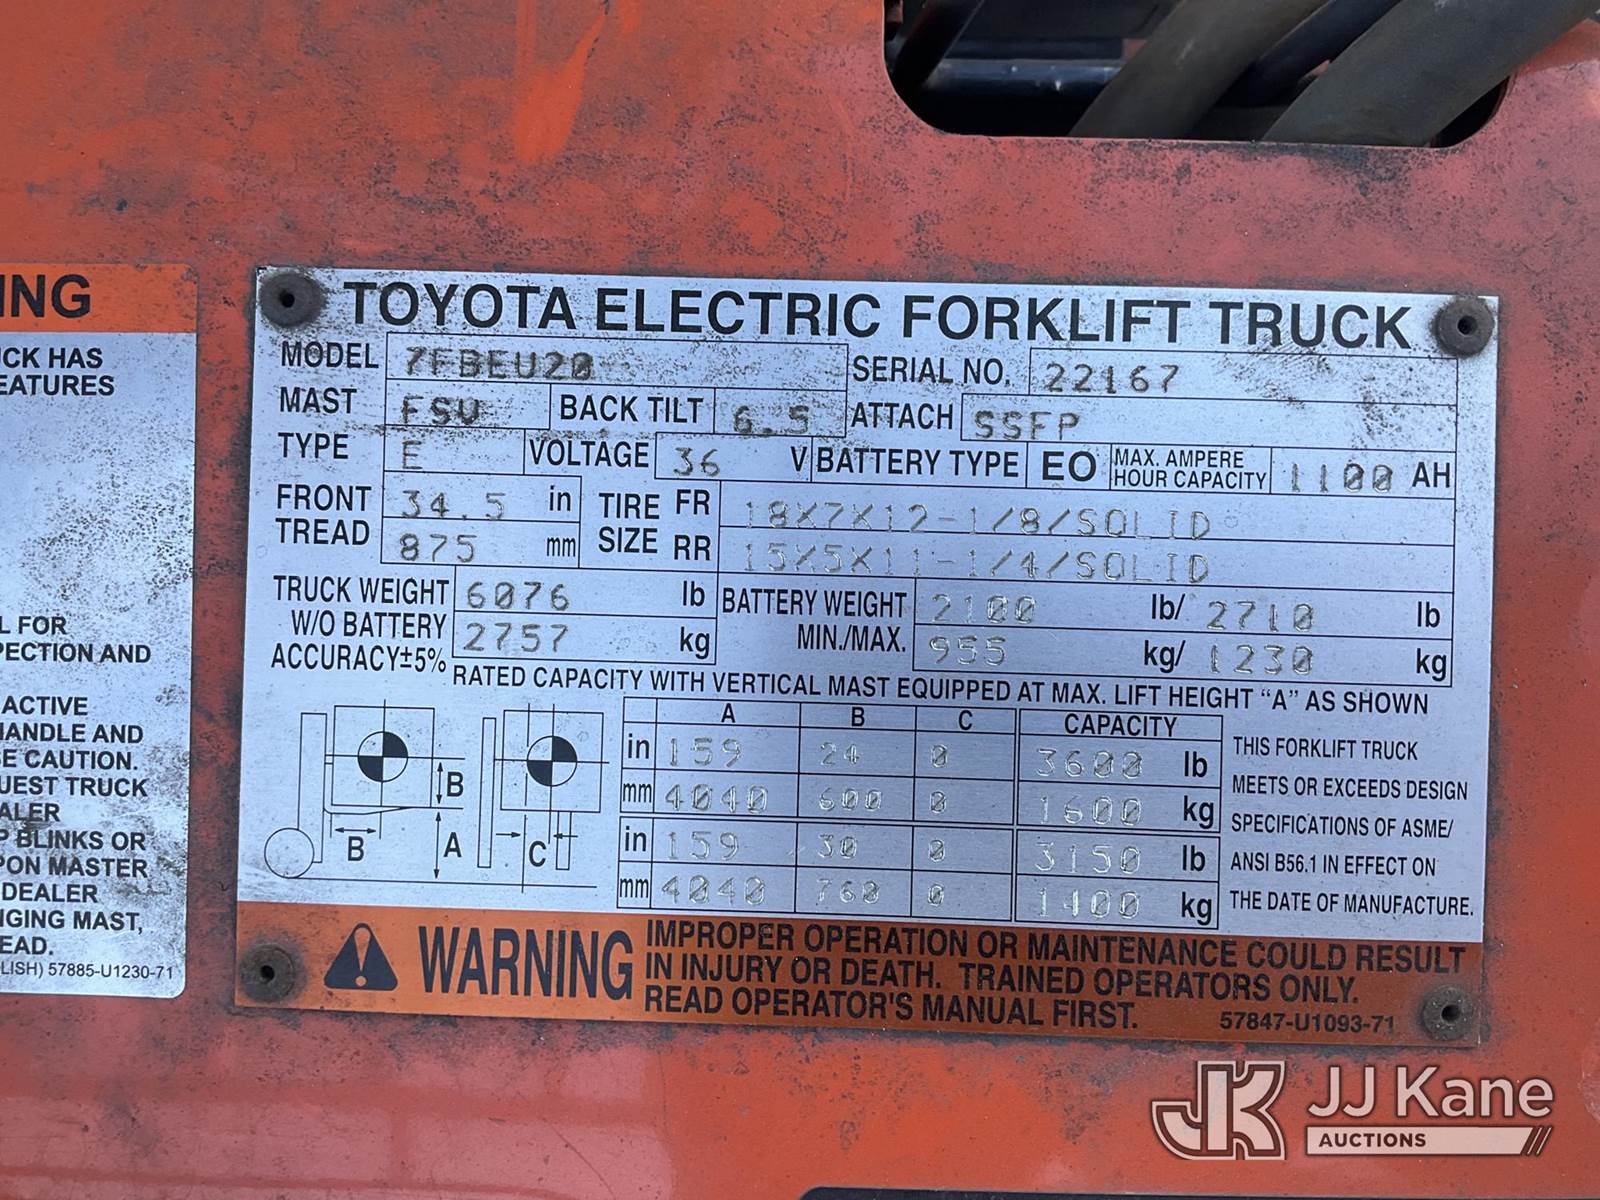 ING
UCK HAS
EATURES
L FOR
PECTION AND
ACTIVE
HANDLE AND
SE CAUTION.
UEST TRUCK
ALER
P BLINKS OR
PON MASTER
DEALER
NGING MAST,
EAD.
LISH) 57885-U1230-71
TOYOTA ELECTRIC FORKLIFT TRUCK
MODEL 7FBEU20 SERIAL NO. 22167
MAST FSV BACK TILT 6.5 ATTACH SSFP
TYPE E VOLTAGE 36 V BATTERY TYPE EO MAX. AMPERE HOUR CAPACITY 1100 AH
FRONT TREAD 34.5 in TIRE SIZE FR 18X7X12-1/8/SOLID
875 mm RR 15X5X11-1/4/SOLID
TRUCK WEIGHT 6076 lb BATTERY WEIGHT 2100 lb/ 2710 lb
W/O BATTERY 2757 kg MIN./MAX. 955 kg/ 1230 kg
ACCURACY±5%
RATED CAPACITY WITH VERTICAL MAST EQUIPPED AT MAX. LIFT HEIGHT "A" AS SHOWN
A B C CAPACITY
in 159 24 0 3600 lb
mm 4040 600 0 1600 kg
in 159 30 0 3150 lb
mm 4040 760 0 1400 kg
B
B
A
C
THIS FORKLIFT TRUCK
MEETS OR EXCEEDS DESIGN
SPECIFICATIONS OF ASME/
ANSI B56.1 IN EFFECT ON
THE DATE OF MANUFACTURE.
WARNING
IMPROPER OPERATION OR MAINTENANCE COULD RESULT
IN INJURY OR DEATH. TRAINED OPERATORS ONLY.
READ OPERATOR'S MANUAL FIRST.
57847-U1093-71
JK
JJ Kane
AUCTIONS